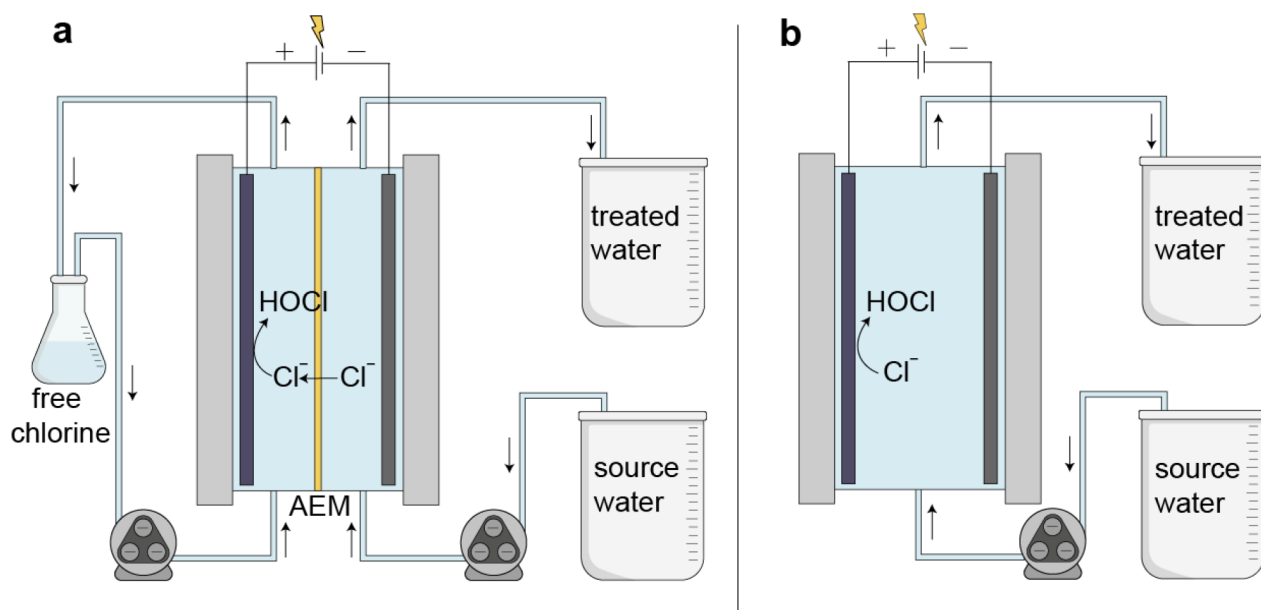 a
+ −
treated
water
HOCl
Cl⁻ Cl⁻
free
chlorine
AEM
source
water
b
+ −
treated
water
HOCl
Cl⁻
source
water